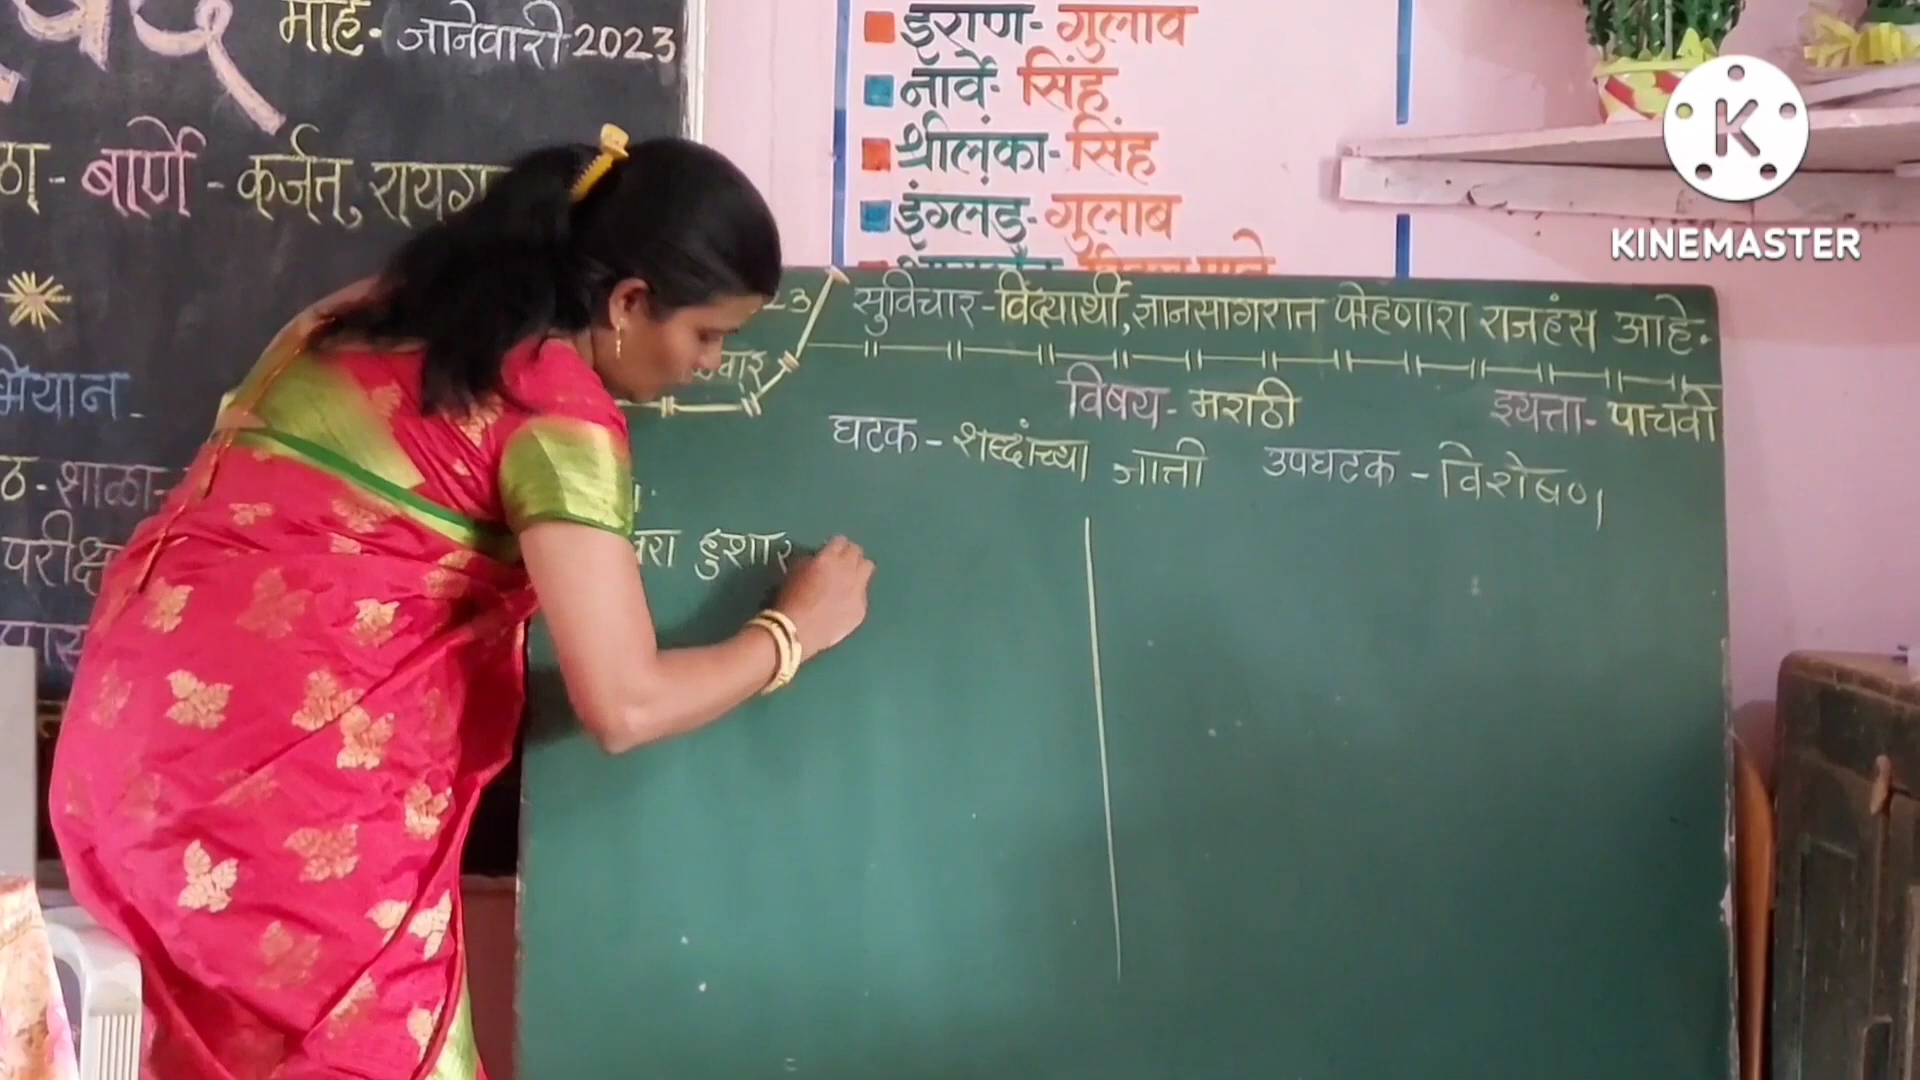 माहे- जानेवारी 2023
बार्णे - कर्जत, रायग
भियान -
ठ - शाळा -
परीक्ष
इराण- गुलाब
नार्वे- सिंह
श्रीलंका- सिंह
इंग्लंड- गुलाब
KINEMASTER
सुविचार - विद्यार्थी, ज्ञानसागरात पोहणारा राजहंस आहे.
विषय - मराठी
इयत्ता - पाचवी
घटक - शब्दांच्या जाती उपघटक - विशेषण
हुशार